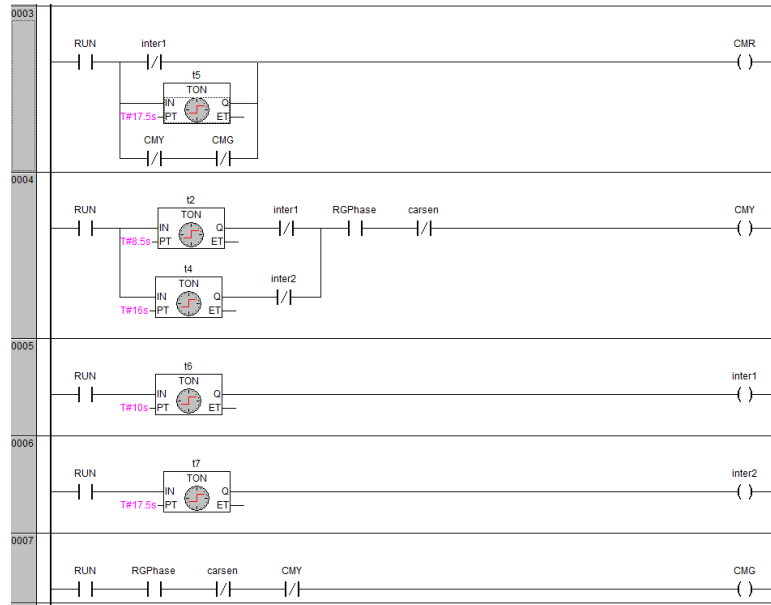 0003
RUN inter1 CMR
t5
TON
IN Q
T#17.5s PT ET
CMY CMG
0004
RUN t2 inter1 RGPhase carsen CMY
TON
IN Q
T#8.5s PT ET
t4
TON inter2
IN Q
T#16s PT ET
0005
RUN t6 inter1
TON
IN Q
T#10s PT ET
0006
RUN t7 inter2
TON
IN Q
T#17.5s PT ET
0007
RUN RGPhase carsen CMY CMG